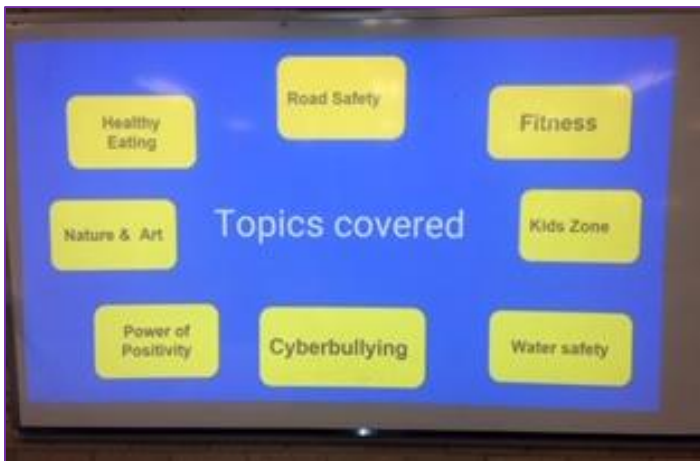 Road Safety
Healthy
Eating
Fitness
Nature & Art
Topics covered
Kids Zone
Power of
Positivity
Cyberbullying
Water safety